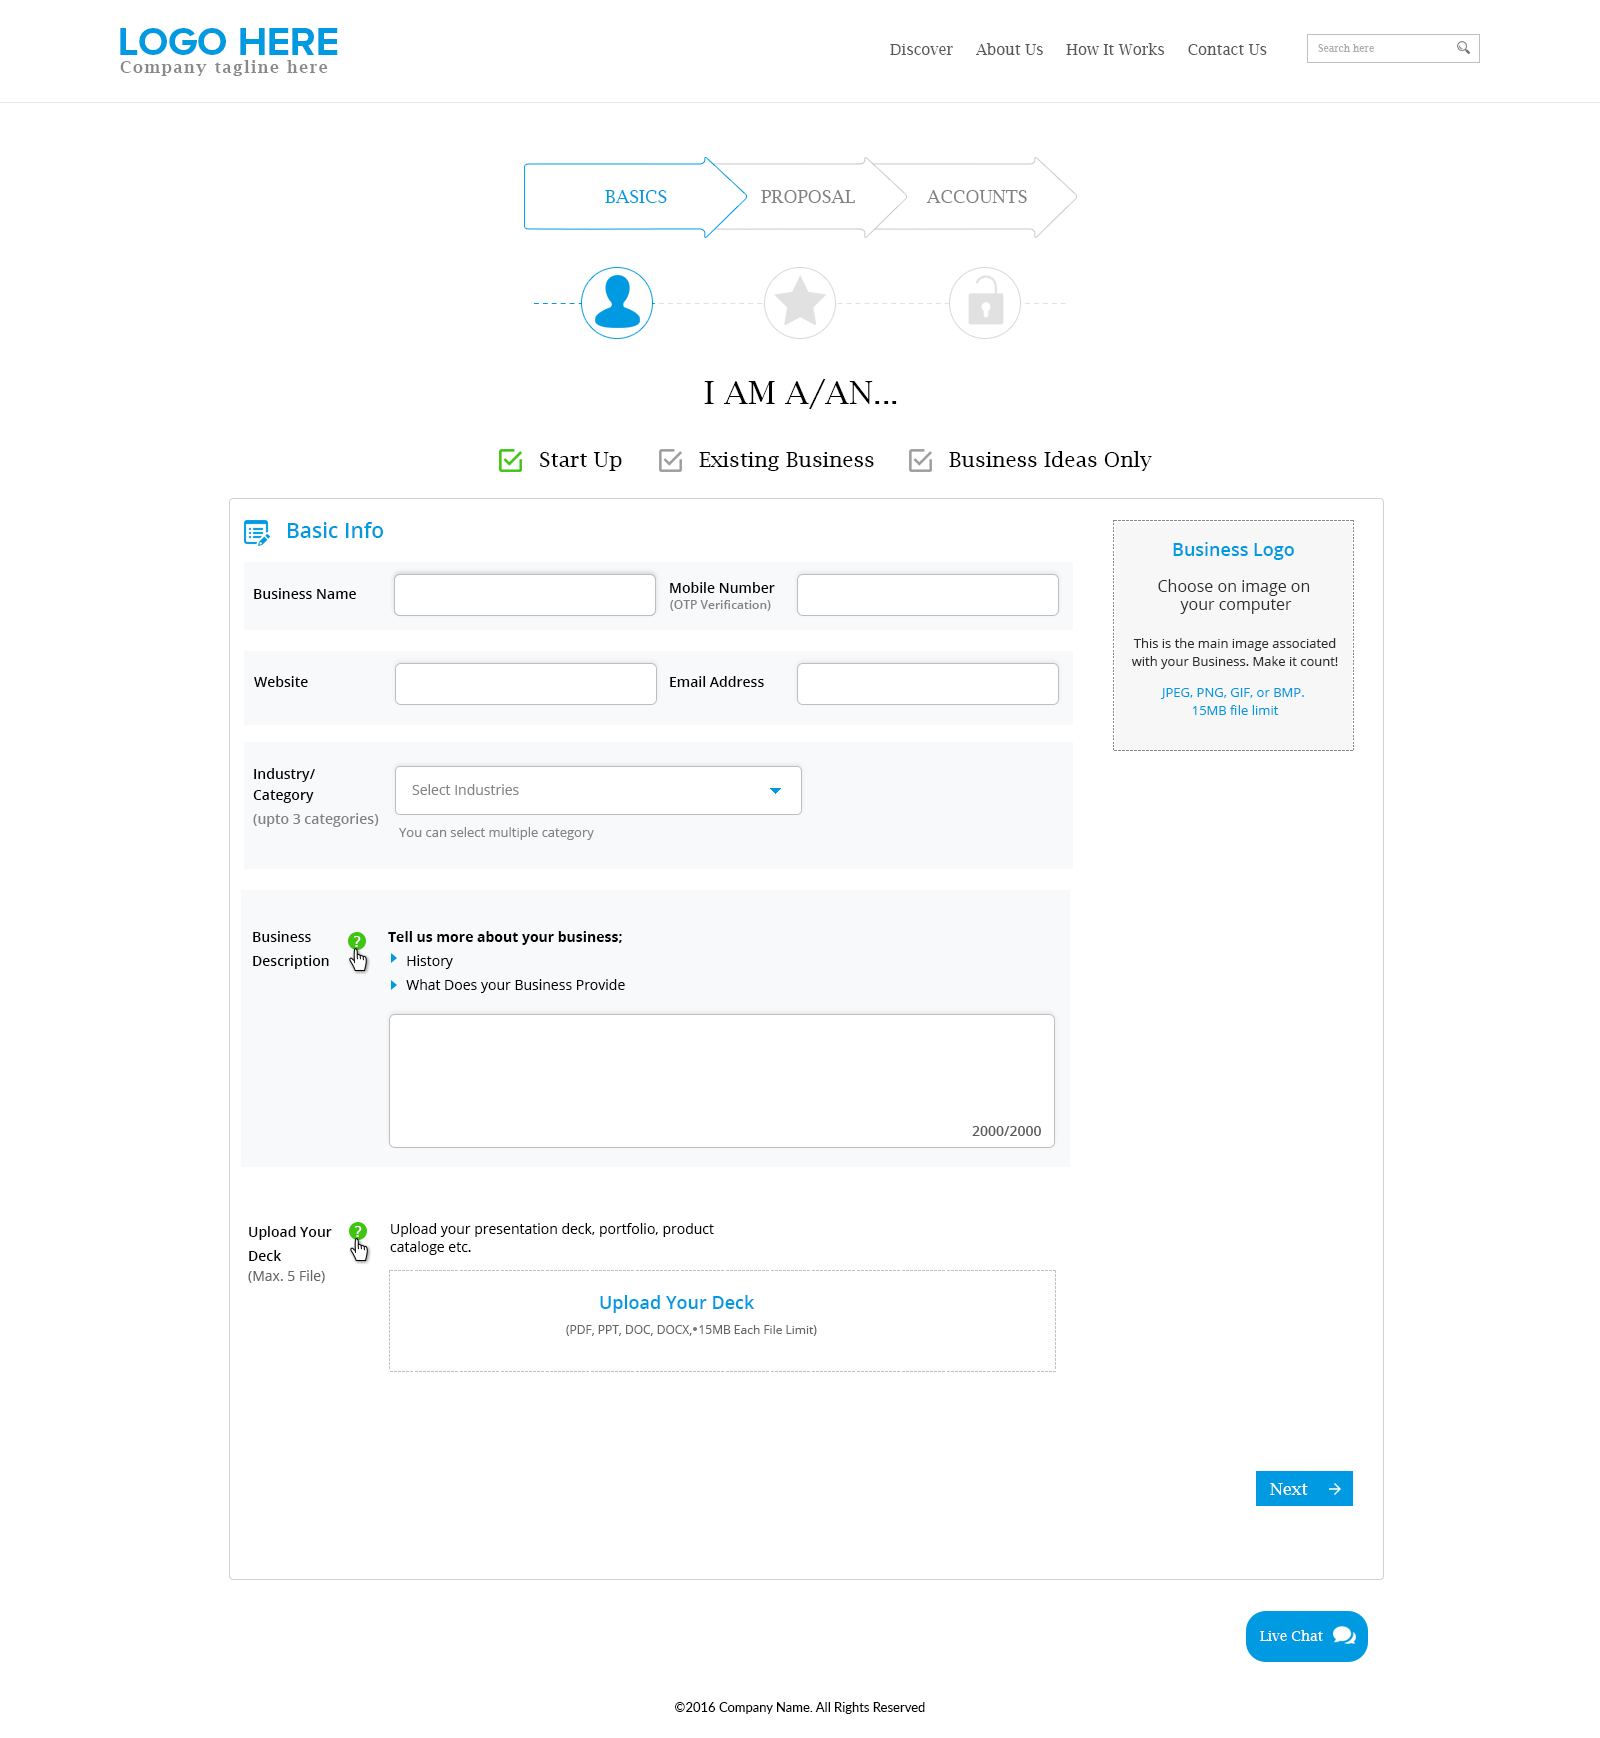 LOGO HERE
Company tagline here
Discover About Us How It Works Contact Us
Search here
BASICS PROPOSAL ACCOUNTS
I AM A/AN...
Start Up Existing Business Business Ideas Only
Basic Info
Business Name
Mobile Number
(OTP Verification)
Website
Email Address
Industry/
Category
(upto 3 categories)
Select Industries
You can select multiple category
Business Logo
Choose on image on
your computer
This is the main image associated
with your Business. Make it count!
JPEG, PNG, GIF, or BMP.
15MB file limit
Business
Description
?
Tell us more about your business;
History
What Does your Business Provide
2000/2000
Upload Your
Deck
(Max. 5 File)
?
Upload your presentation deck, portfolio, product
cataloge etc.
Upload Your Deck
(PDF, PPT, DOC, DOCX,•15MB Each File Limit)
Next
Live Chat
©2016 Company Name. All Rights Reserved